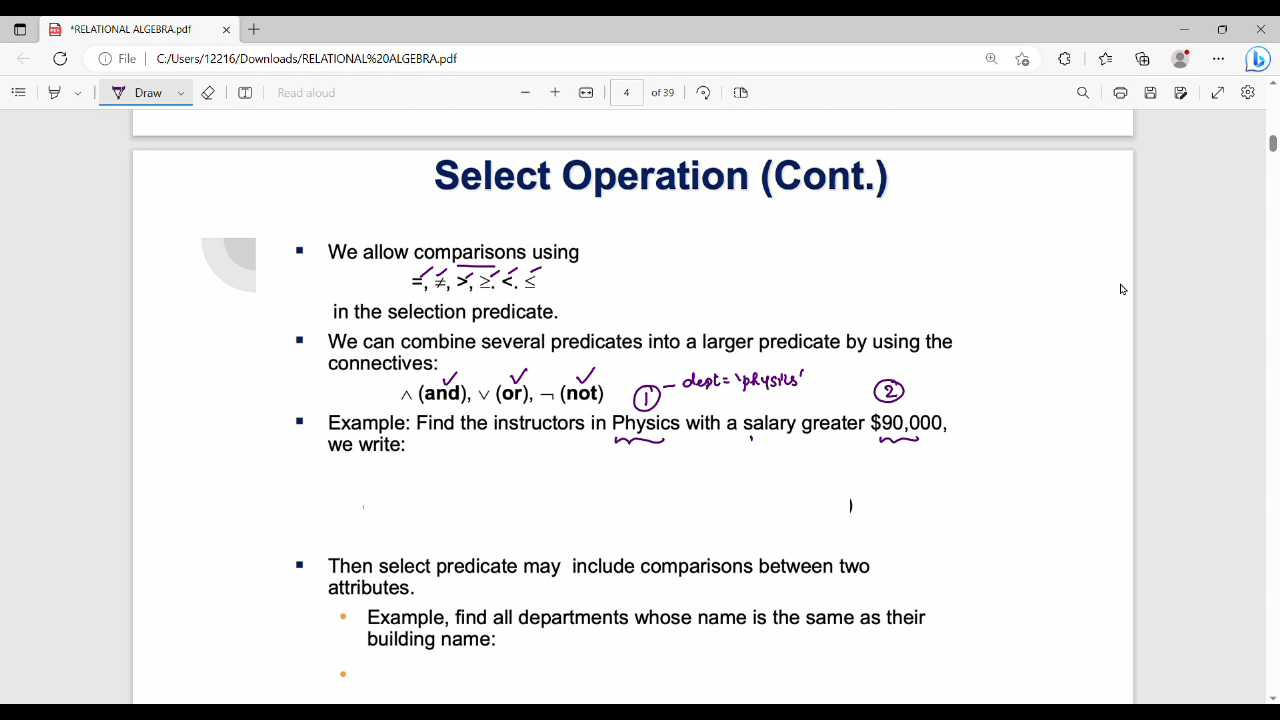 *RELATIONAL ALGEBRA.pdf
File C:/Users/12216/Downloads/RELATIONAL%20ALGEBRA.pdf
Draw Read aloud 4 of 39
Select Operation (Cont.)
We allow comparisons using
=, ≠, >, ≥. <. ≤
in the selection predicate.
We can combine several predicates into a larger predicate by using the
connectives:
∧ (and), ∨ (or), ¬ (not)
1 - dept = 'physics' 2
Example: Find the instructors in Physics with a salary greater $90,000,
we write:
)
Then select predicate may include comparisons between two
attributes.
Example, find all departments whose name is the same as their
building name: